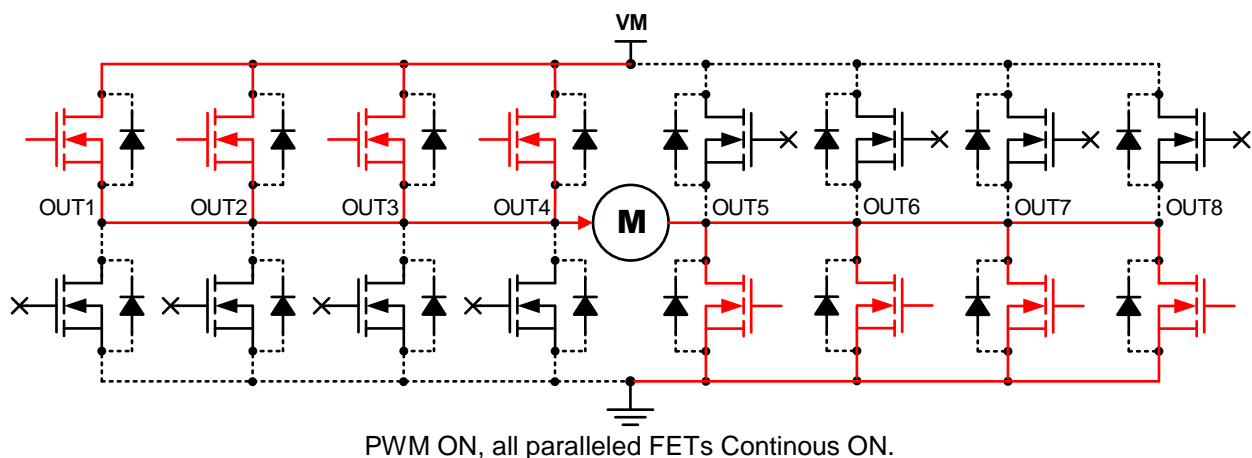 VM
OUT1 OUT2 OUT3 OUT4 M OUT5 OUT6 OUT7 OUT8
PWM ON, all paralleled FETs Continous ON.